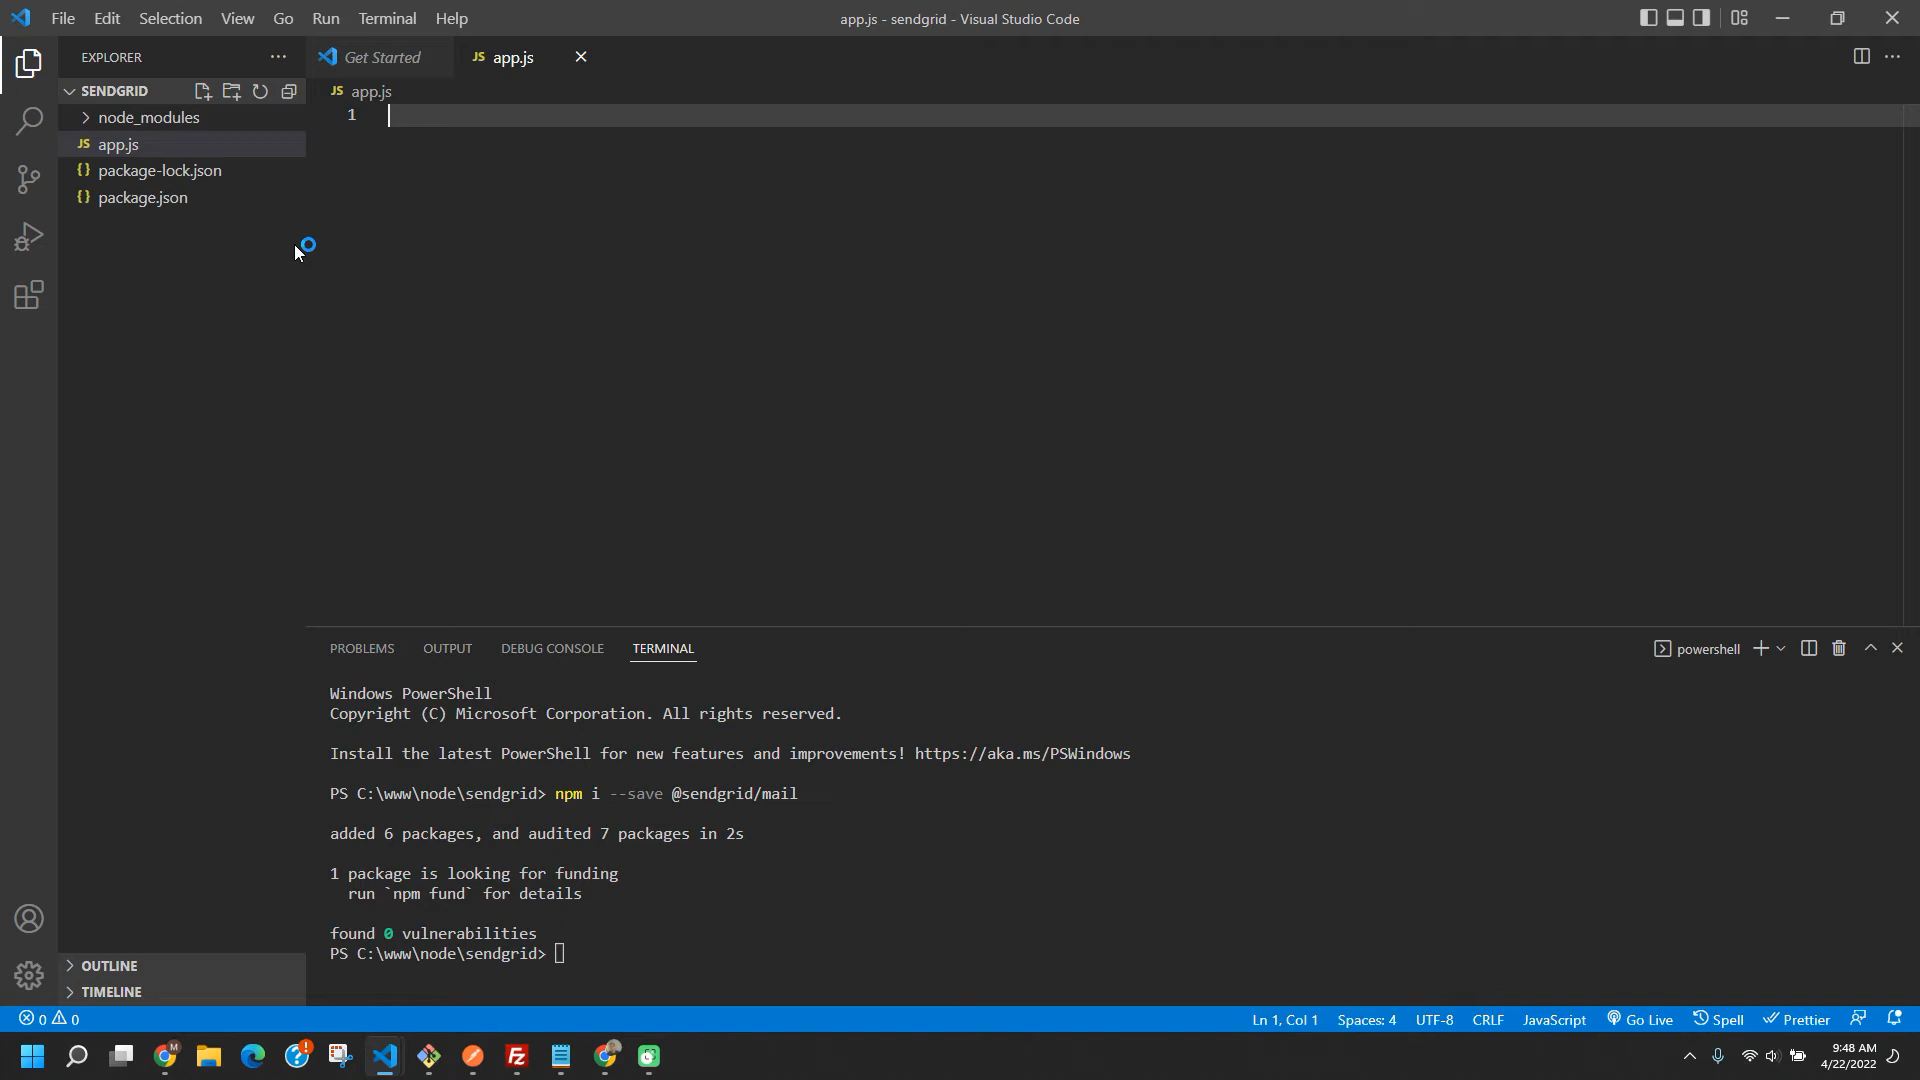 File Edit Selection View Go Run Terminal Help
app.js - sendgrid - Visual Studio Code
EXPLORER
Get Started
JS app.js
SENDGRID
JS app.js
node_modules
1
JS app.js
{} package-lock.json
{} package.json
PROBLEMS OUTPUT DEBUG CONSOLE TERMINAL
powershell
Windows PowerShell
Copyright (C) Microsoft Corporation. All rights reserved.
Install the latest PowerShell for new features and improvements! https://aka.ms/PSWindows
PS C:\www\node\sendgrid> npm i --save @sendgrid/mail
added 6 packages, and audited 7 packages in 2s
1 package is looking for funding
run `npm fund` for details
found 0 vulnerabilities
PS C:\www\node\sendgrid>
OUTLINE
TIMELINE
0 0
Ln 1, Col 1 Spaces: 4 UTF-8 CRLF JavaScript Go Live Spell Prettier
M
Fz
9:48 AM
4/22/2022